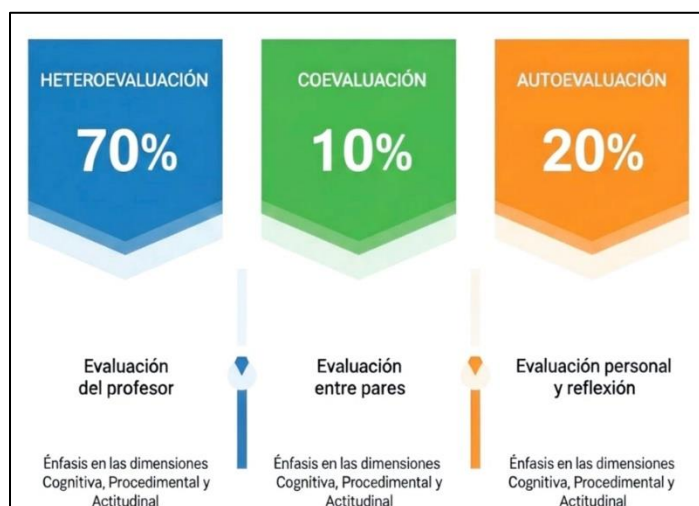 HETEROEVALUACIÓN
70%
Evaluación
del profesor
Énfasis en las dimensiones
Cognitiva, Procedimental y
Actitudinal
COEVALUACIÓN
10%
Evaluación
entre pares
Énfasis en las dimensiones
Cognitiva, Procedimental y
Actitudinal
AUTOEVALUACIÓN
20%
Evaluación personal
y reflexión
Énfasis en las dimensiones
Cognitiva, Procedimental y
Actitudinal